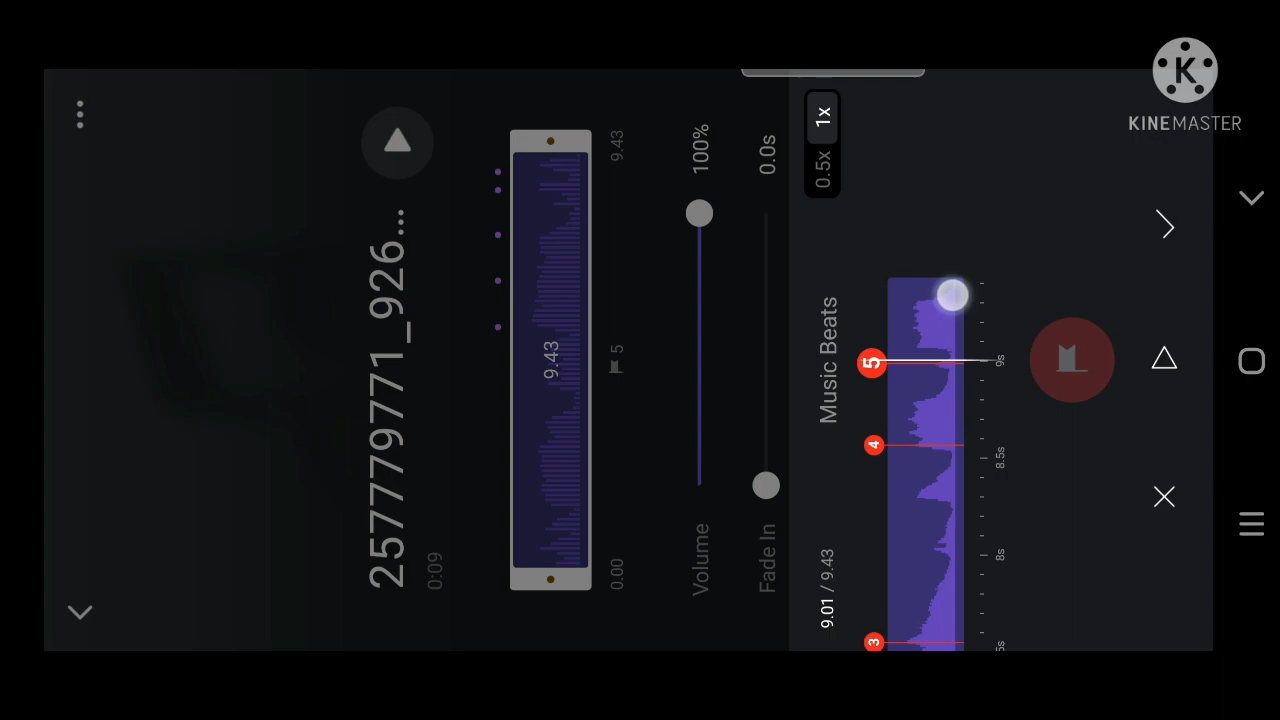 KINEMASTER
257779771_926...
0:09
9.43
0.00
5
9.43
Volume
100%
Fade In
0.0s
0.5x
1x
9.01 / 9.43
Music Beats
3
4
5
8s
8.5s
9s